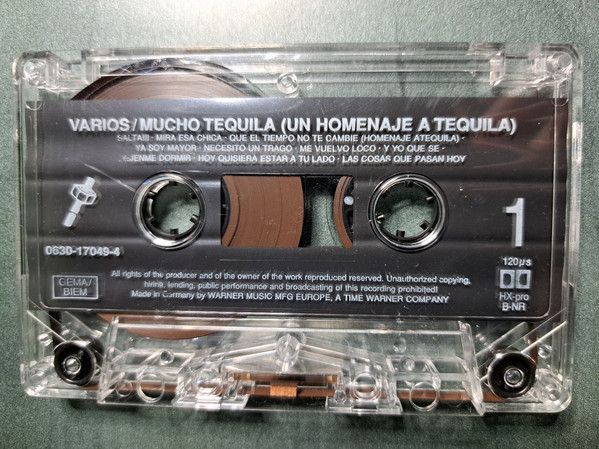 VARIOS/MUCHO TEQUILA (UN HOMENAJE A TEQUILA)
SALTA!!! · MIRA ESA CHICA · QUE EL TIEMPO NO TE CAMBIE (HOMENAJE ATEQUILA) ·
YA SOY MAYOR · NECESITO UN TRAGO · ME VUELVO LOCO · Y YO QUE SE ·
DEJENME DORMIR · HOY QUISIERA ESTAR A TU LADO · LAS COSAS QUE PASAN HOY
1
0630-17049-4
120µs
GEMA/
BIEM
HX-pro
B-NR
All rights of the producer and of the owner of the work reproduced reserved. Unauthorized copying,
hiring, lending, public performance and broadcasting of this recording prohibited!
Made in Germany by WARNER MUSIC MFG EUROPE, A TIME WARNER COMPANY